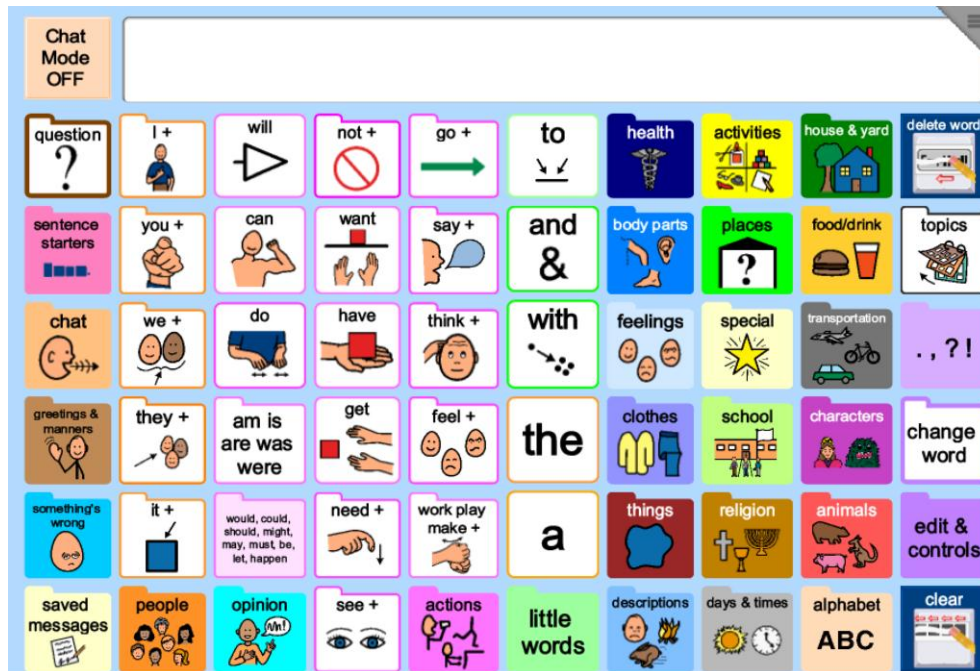 Chat
Mode
OFF
question
?
I +
will
not +
go +
to
health
activities
house & yard
delete word
sentence
starters
you +
can
want
say +
and
&
body parts
places
?
food/drink
topics
chat
we +
do
have
think +
with
feelings
special
transportation
. , ? !
greetings &
manners
they +
am is
are was
were
get
feel +
the
clothes
school
characters
change
word
something's
wrong
it +
would, could,
should, might,
may, must, be,
let, happen
need +
work play
make +
a
things
religion
animals
edit &
controls
saved
messages
people
opinion
see +
actions
little
words
descriptions
days & times
alphabet
ABC
clear